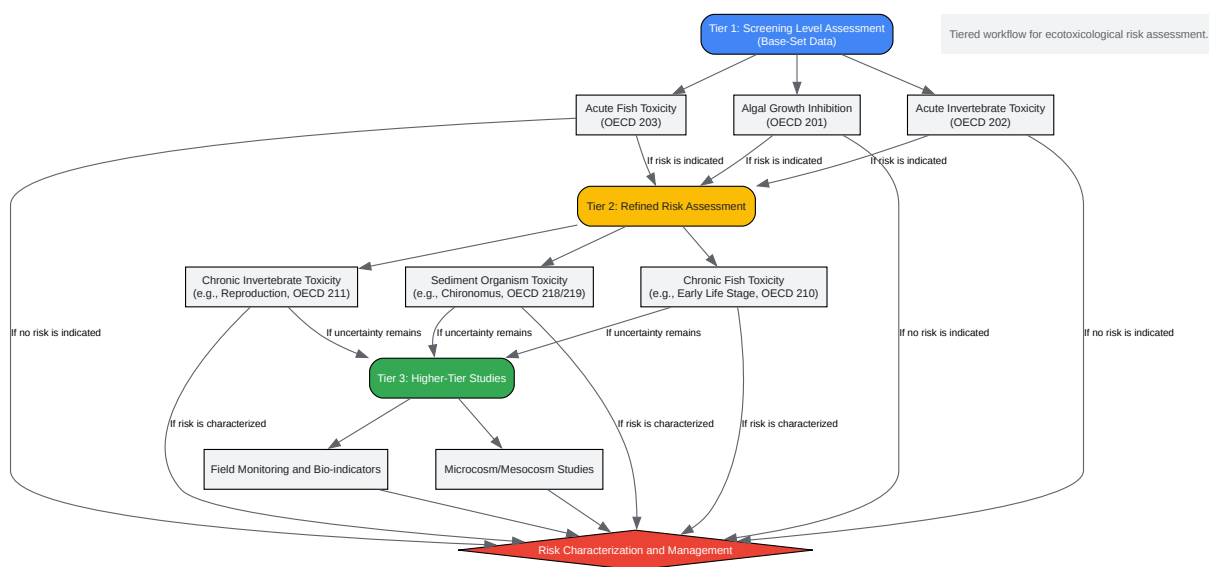 Tier 1: Screening Level Assessment
(Base-Set Data)
Tiered workflow for ecotoxicological risk assessment.
Acute Fish Toxicity
(OECD 203)
Algal Growth Inhibition
(OECD 201)
Acute Invertebrate Toxicity
(OECD 202)
If risk is indicated
If risk is indicated
If risk is indicated
Tier 2: Refined Risk Assessment
Chronic Invertebrate Toxicity
(e.g., Reproduction, OECD 211)
Sediment Organism Toxicity
(e.g., Chironomus, OECD 218/219)
Chronic Fish Toxicity
(e.g., Early Life Stage, OECD 210)
If no risk is indicated
If uncertainty remains
If uncertainty remains
If uncertainty remains
If no risk is indicated
If no risk is indicated
Tier 3: Higher-Tier Studies
If risk is characterized
If risk is characterized
If risk is characterized
Field Monitoring and Bio-indicators
Microcosm/Mesocosm Studies
Risk Characterization and Management